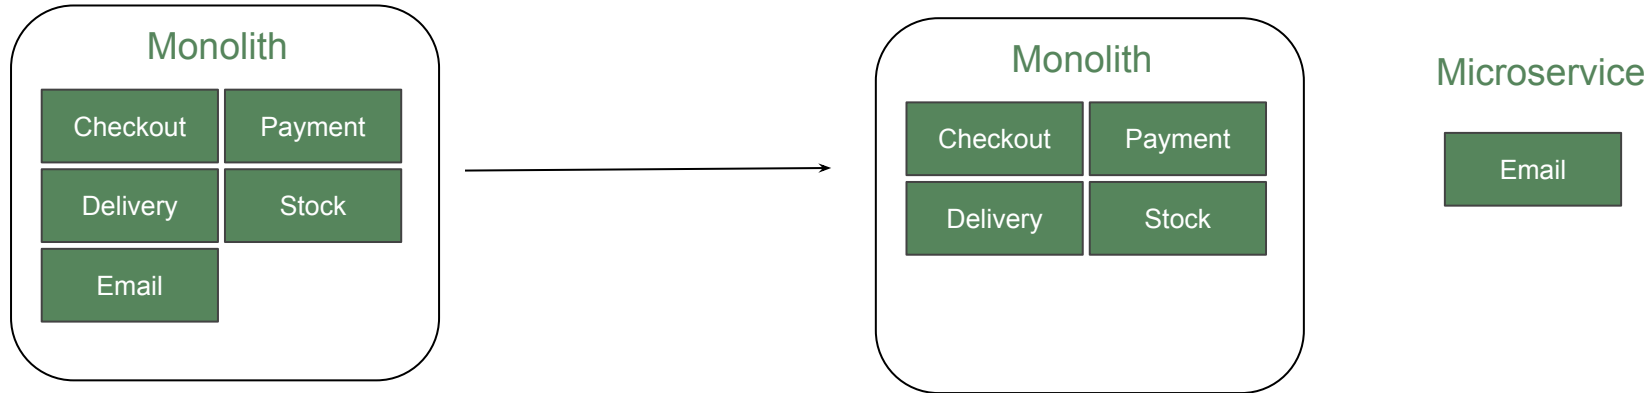 Monolith
Checkout
Payment
Delivery
Stock
Email
Monolith
Checkout
Payment
Delivery
Stock
Microservice
Email